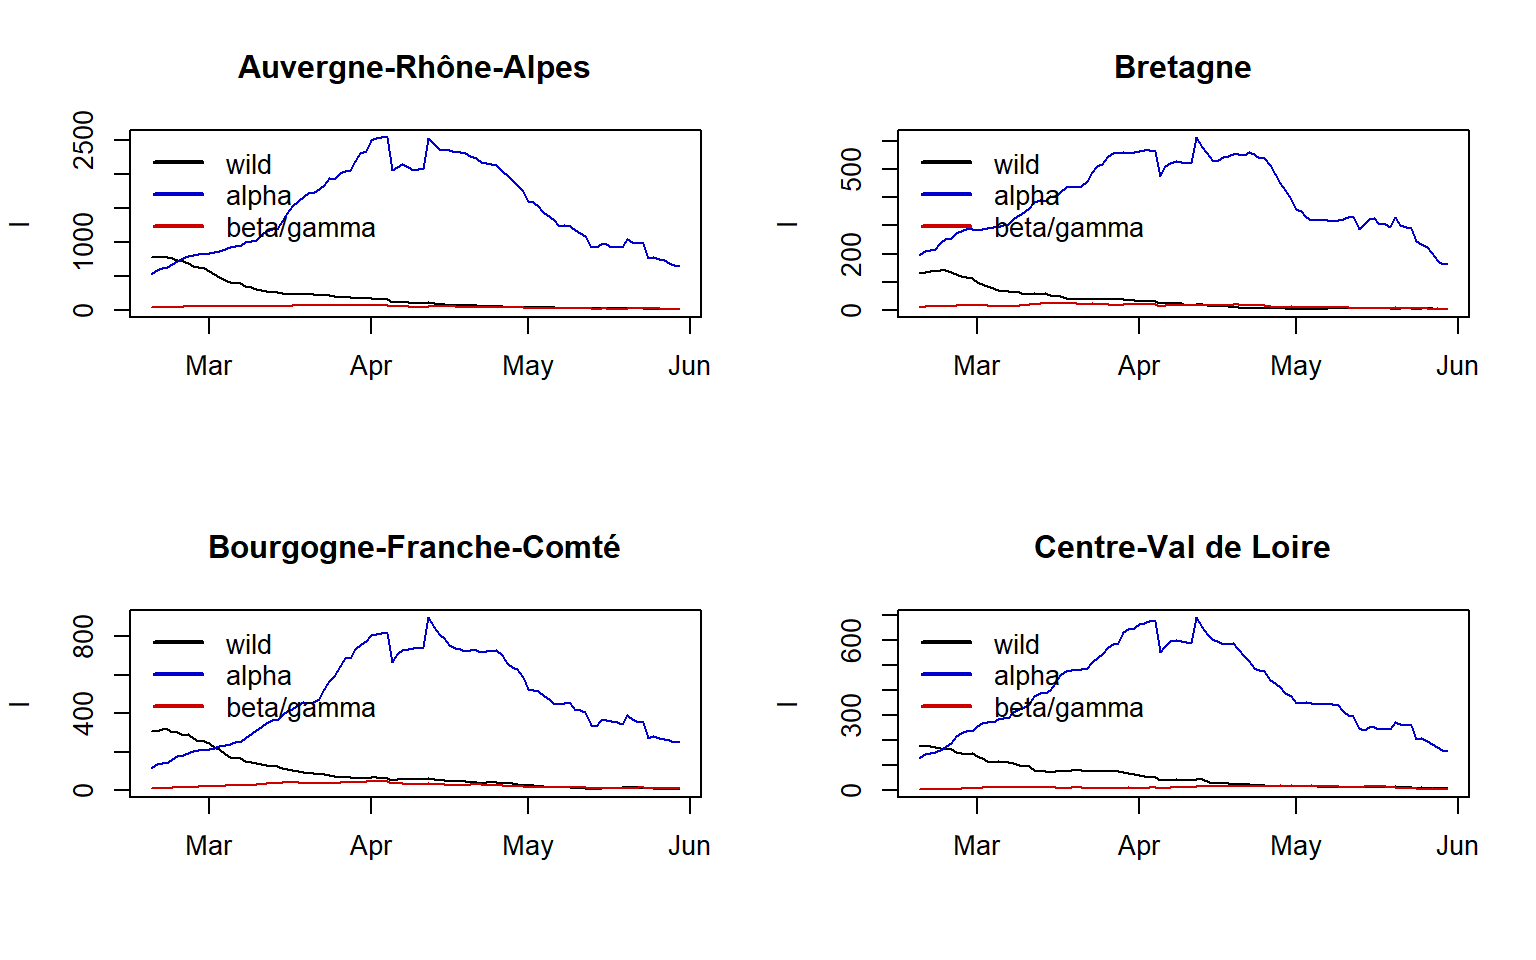 Auvergne-Rhône-Alpes
I
2500
1000
0
wild
alpha
beta/gamma
Mar Apr May Jun
Bretagne
I
500
200
0
wild
alpha
beta/gamma
Mar Apr May Jun
Bourgogne-Franche-Comté
I
800
400
0
wild
alpha
beta/gamma
Mar Apr May Jun
Centre-Val de Loire
I
600
300
0
wild
alpha
beta/gamma
Mar Apr May Jun